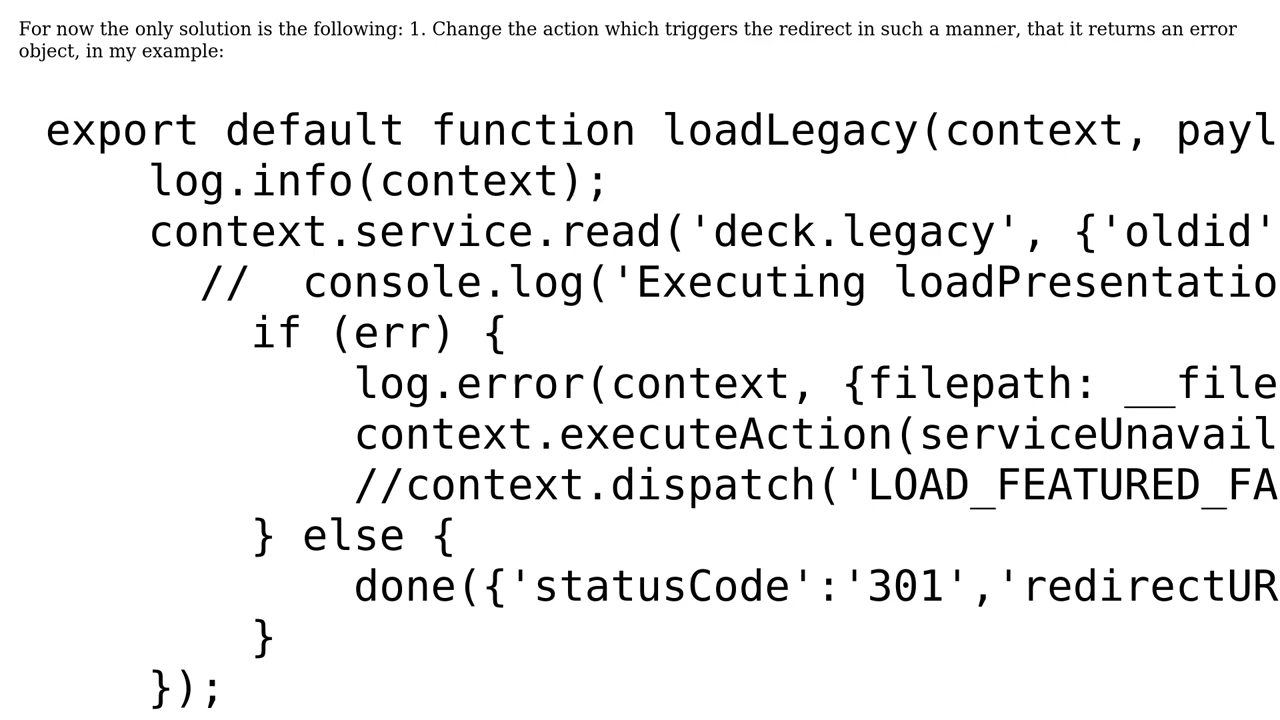 For now the only solution is the following: 1. Change the action which triggers the redirect in such a manner, that it returns an error
object, in my example:
export default function loadLegacy(context, payl
    log.info(context);
    context.service.read('deck.legacy', {'oldid'
      //  console.log('Executing loadPresentatio
        if (err) {
            log.error(context, {filepath: __file
            context.executeAction(serviceUnavail
            //context.dispatch('LOAD_FEATURED_FA
        } else {
            done({'statusCode':'301','redirectUR
        }
    });